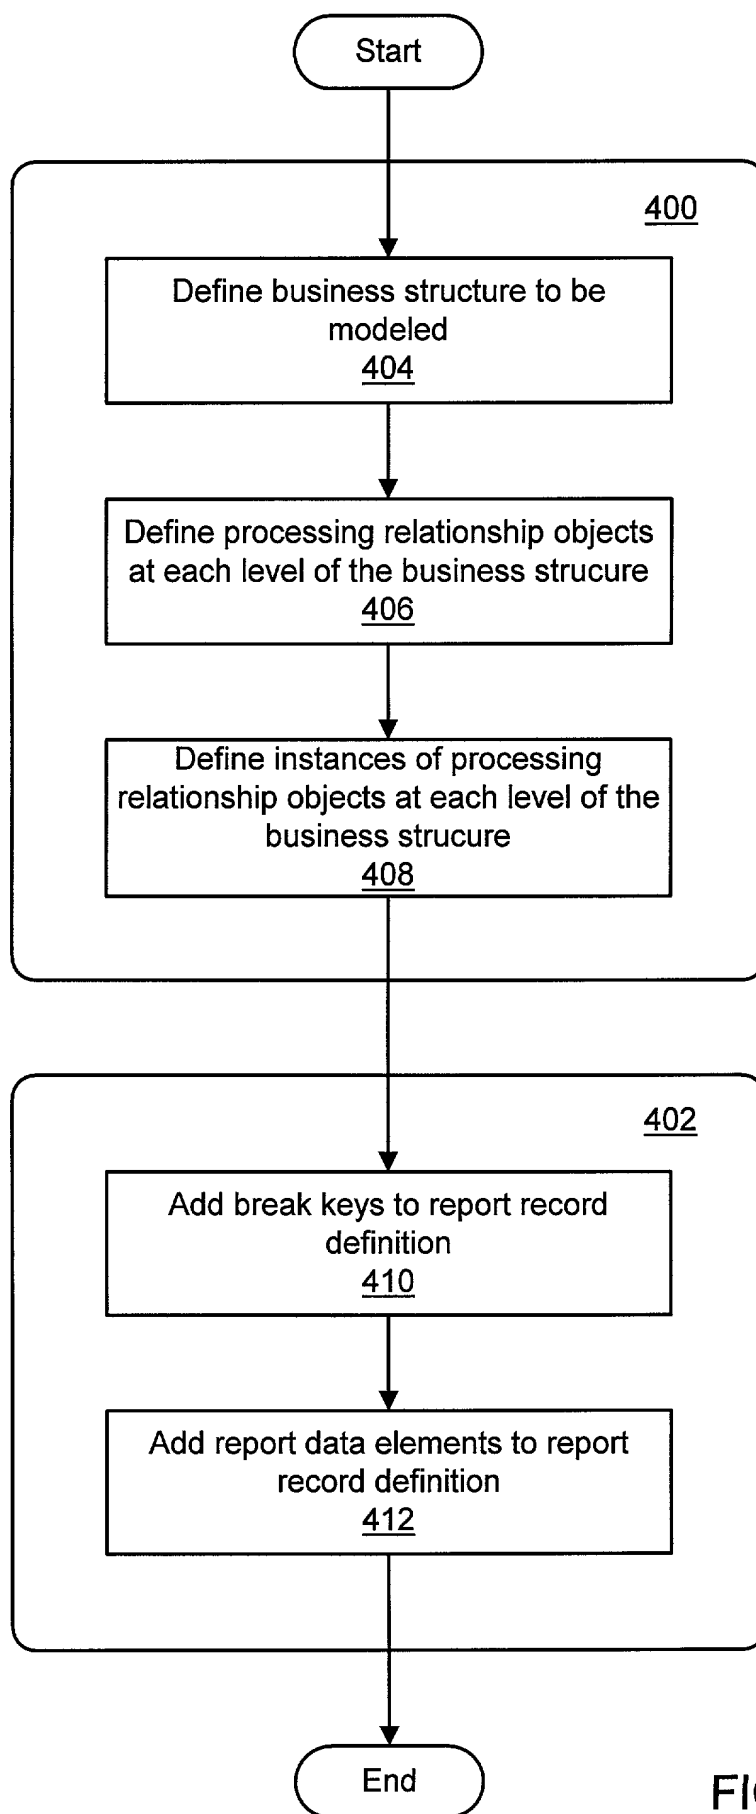 Start
400
Define business structure to be
modeled
404
Define processing relationship objects
at each level of the business strucure
406
Define instances of processing
relationship objects at each level of the
business strucure
408
402
Add break keys to report record
definition
410
Add report data elements to report
record definition
412
End